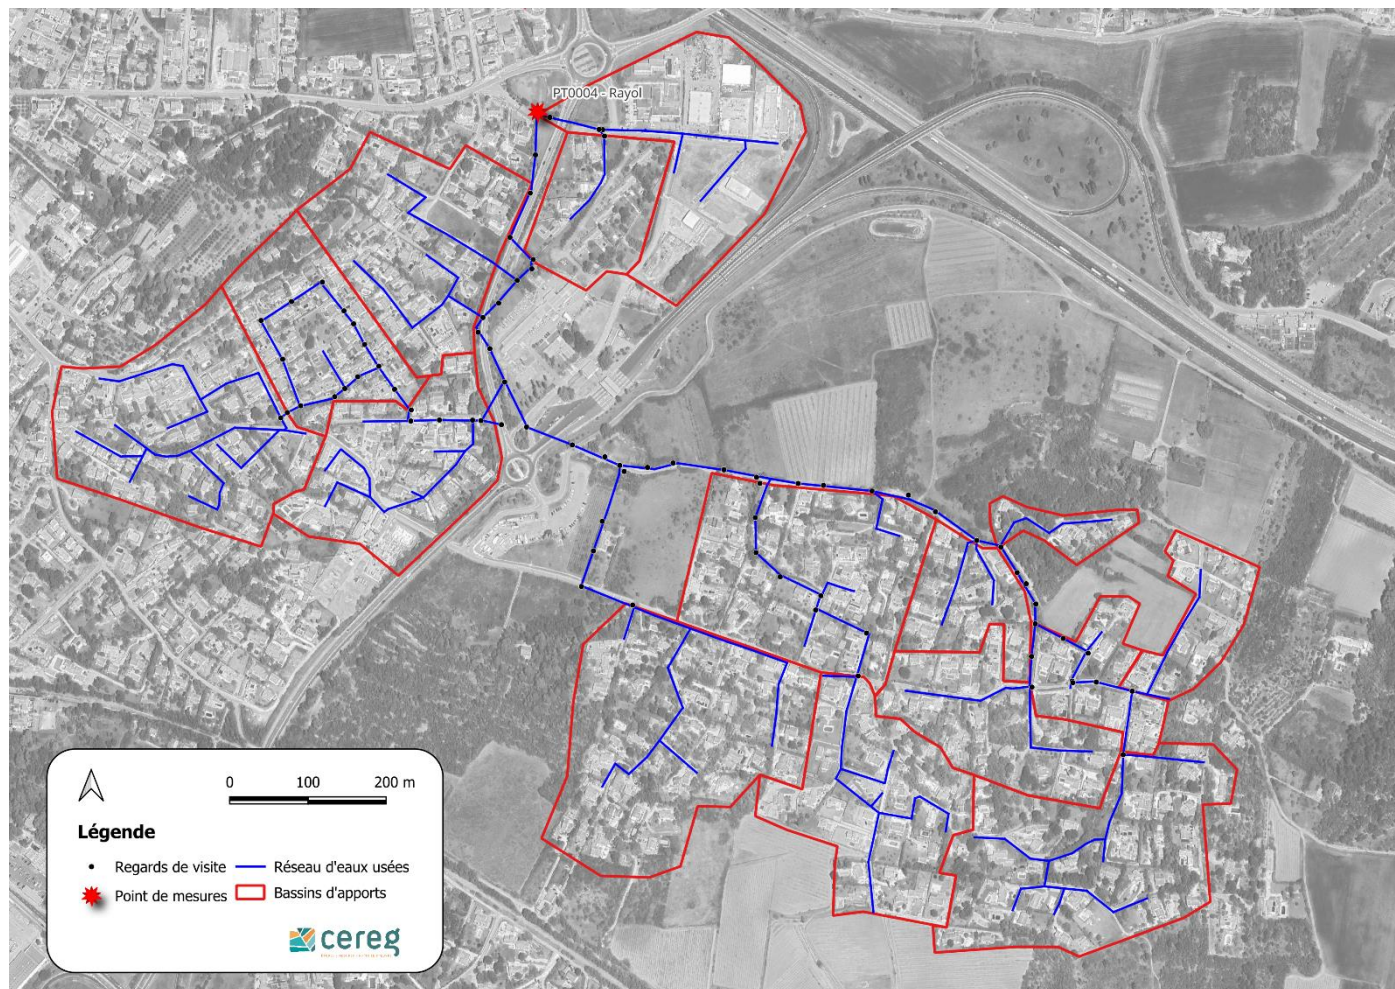 PT0004 - Rayol
0 100 200 m
Légende
Regards de visite
Réseau d'eaux usées
Point de mesures
Bassins d'apports
cereg